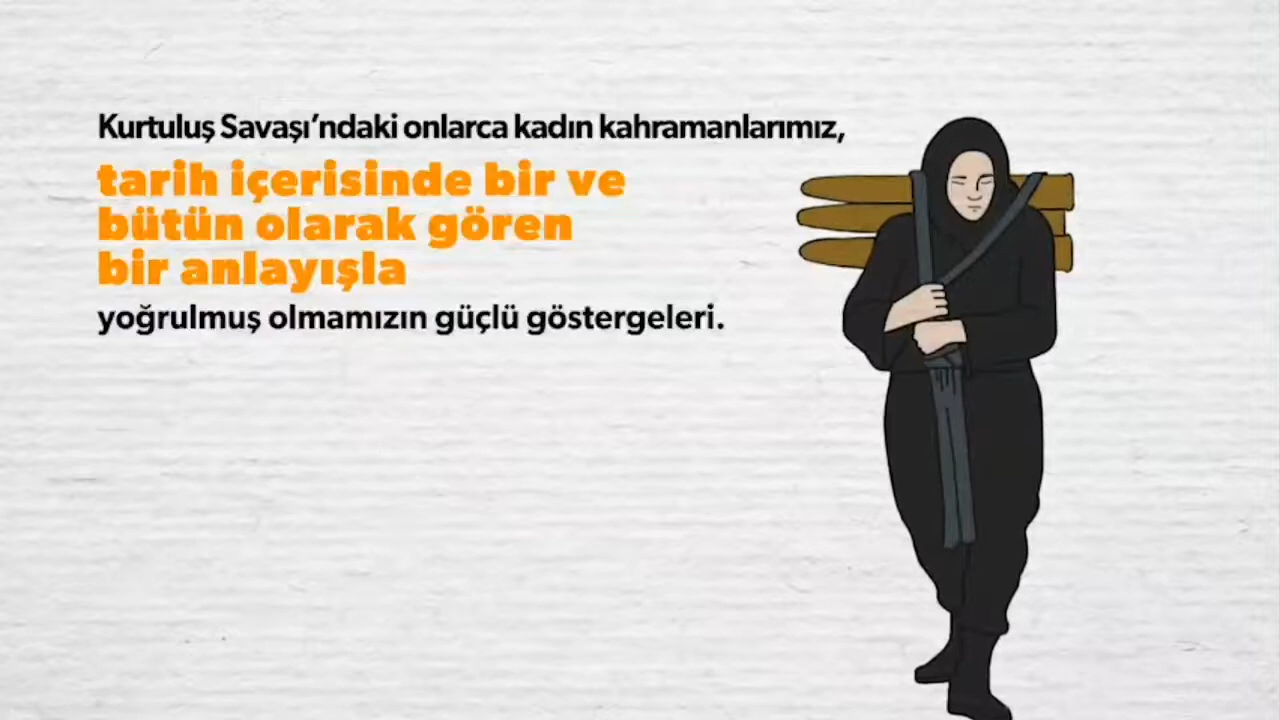 Kurtuluş Savaşı’ndaki onlarca kadın kahramanlarımız,
tarih içerisinde bir ve
bütün olarak gören
bir anlayışla
yoğrulmuş olmamızın güçlü göstergeleri.